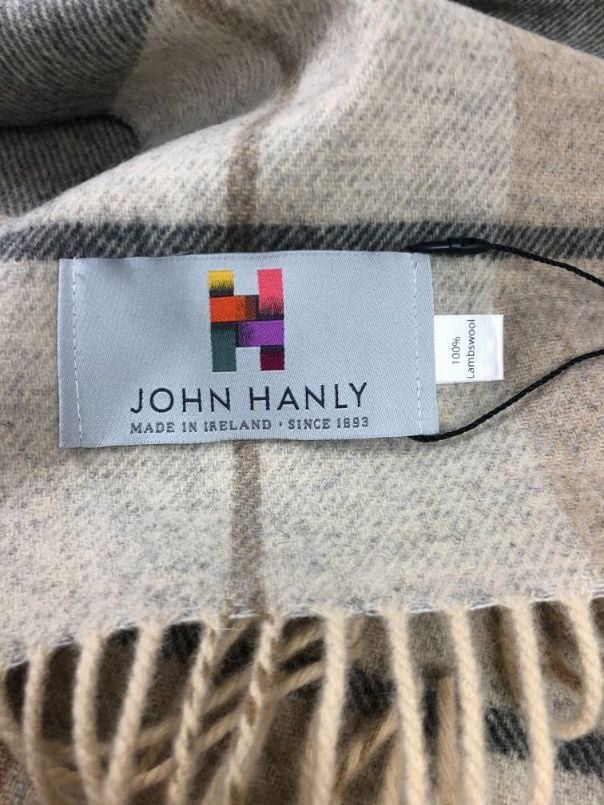 JOHN HANLY
MADE IN IRELAND · SINCE 1893
100%
Lambswool